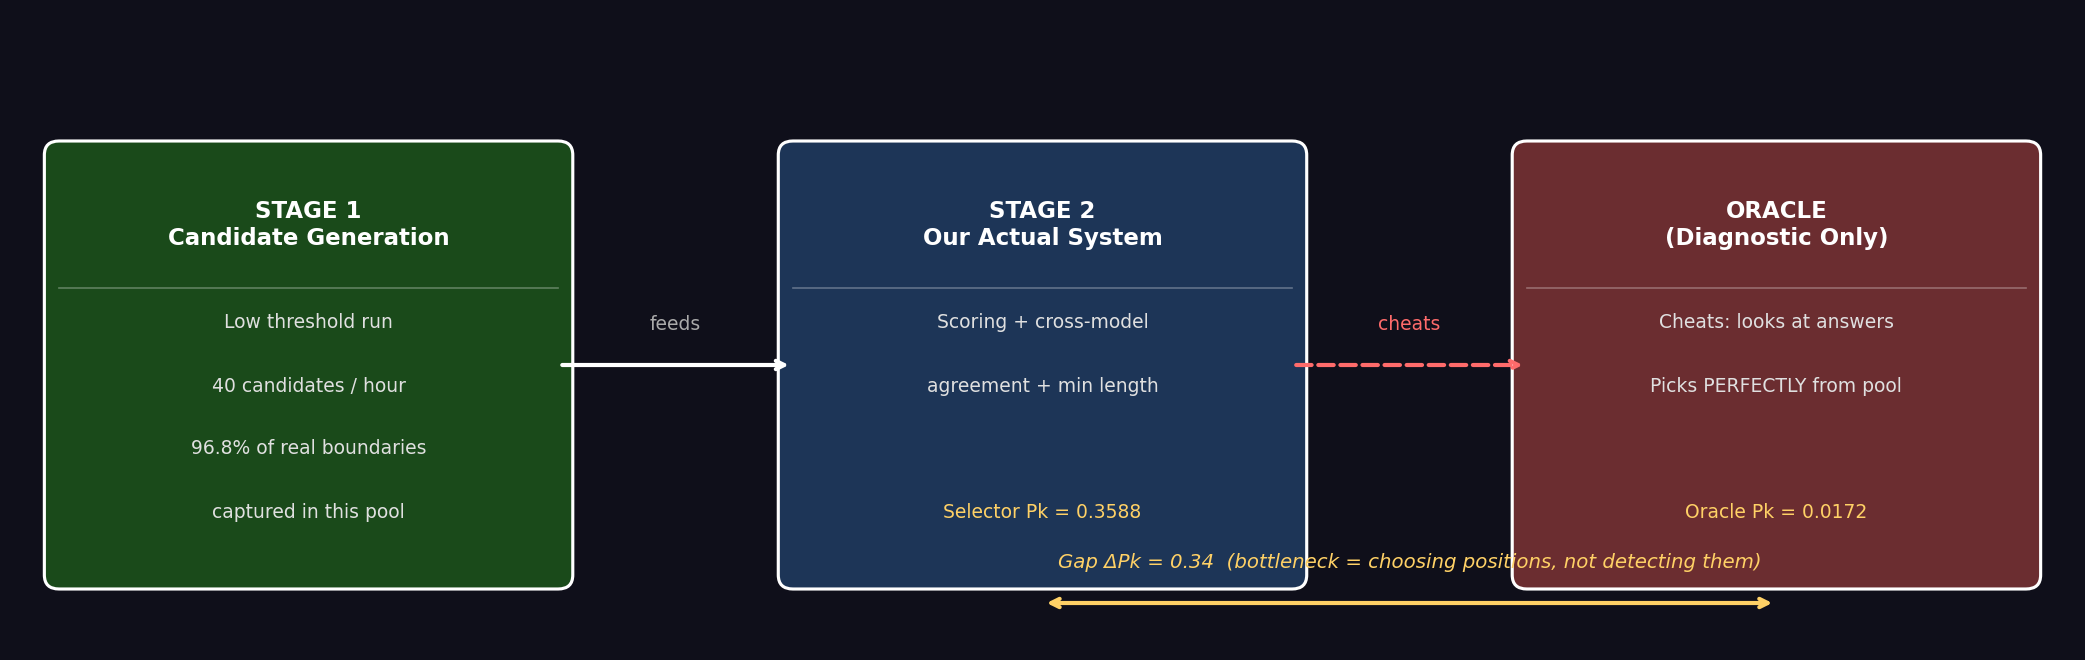 STAGE 1
Candidate Generation
Low threshold run
40 candidates / hour
96.8% of real boundaries
captured in this pool
feeds
STAGE 2
Our Actual System
Scoring + cross-model
agreement + min length
Selector Pk = 0.3588
cheats
ORACLE
(Diagnostic Only)
Cheats: looks at answers
Picks PERFECTLY from pool
Oracle Pk = 0.0172
Gap ΔPk = 0.34  (bottleneck = choosing positions, not detecting them)